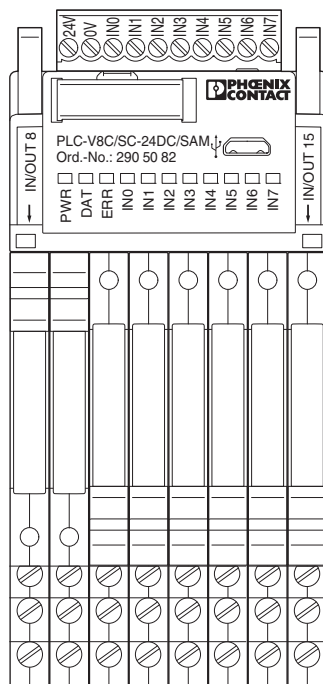 24V 0V IN0 IN1 IN2 IN3 IN4 IN5 IN6 IN7
PHŒNIX
CONTACT
PLC-V8C/SC-24DC/SAM
Ord.-No.: 290 50 82
PWR DAT ERR IN0 IN1 IN2 IN3 IN4 IN5 IN6 IN7
← IN/OUT 8
← IN/OUT 15